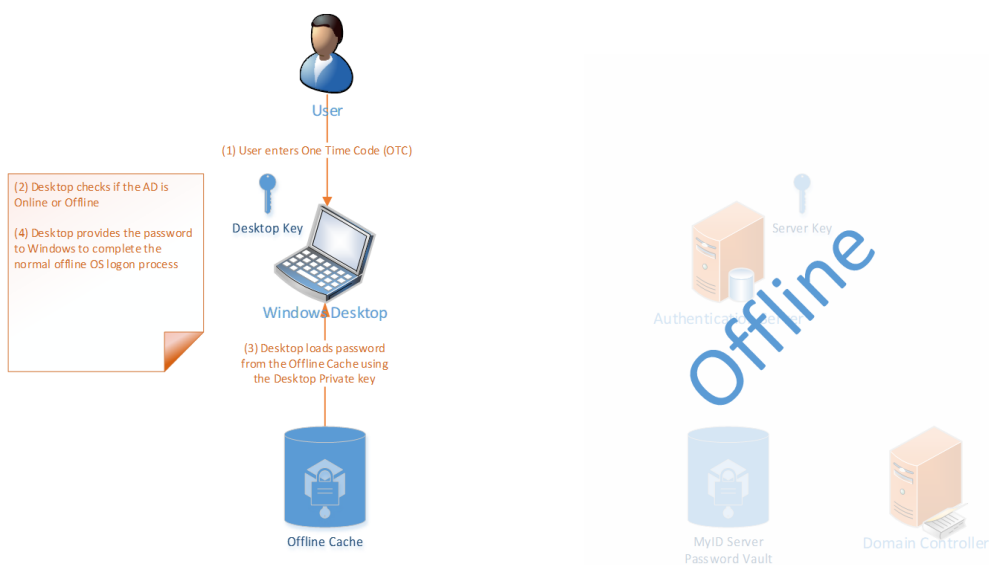 User
(1) User enters One Time Code (OTC)
(2) Desktop checks if the AD is
Online or Offline
(4) Desktop provides the password
to Windows to complete the
normal offline OS logon process
Desktop Key
Windows Desktop
(3) Desktop loads password
from the Offline Cache using
the Desktop Private key
Offline Cache
Server Key
Authentication Server
Offline
MyID Server
Password Vault
Domain Controller